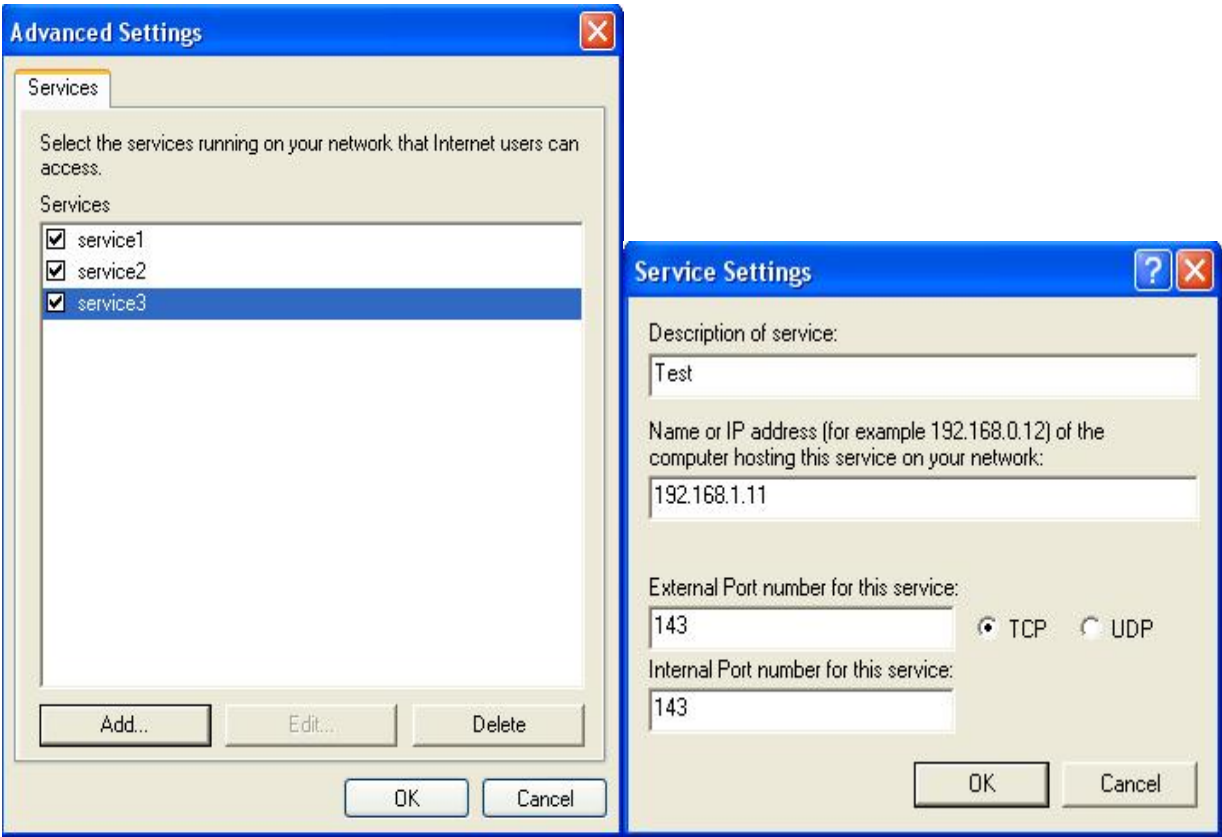 Advanced Settings
Services
Select the services running on your network that Internet users can
access.
Services
service1
service2
service3
Add...
Edit...
Delete
OK
Cancel
Service Settings
?
Description of service:
Test
Name or IP address (for example 192.168.0.12) of the
computer hosting this service on your network:
192.168.1.11
External Port number for this service:
143
TCP
UDP
Internal Port number for this service:
143
OK
Cancel